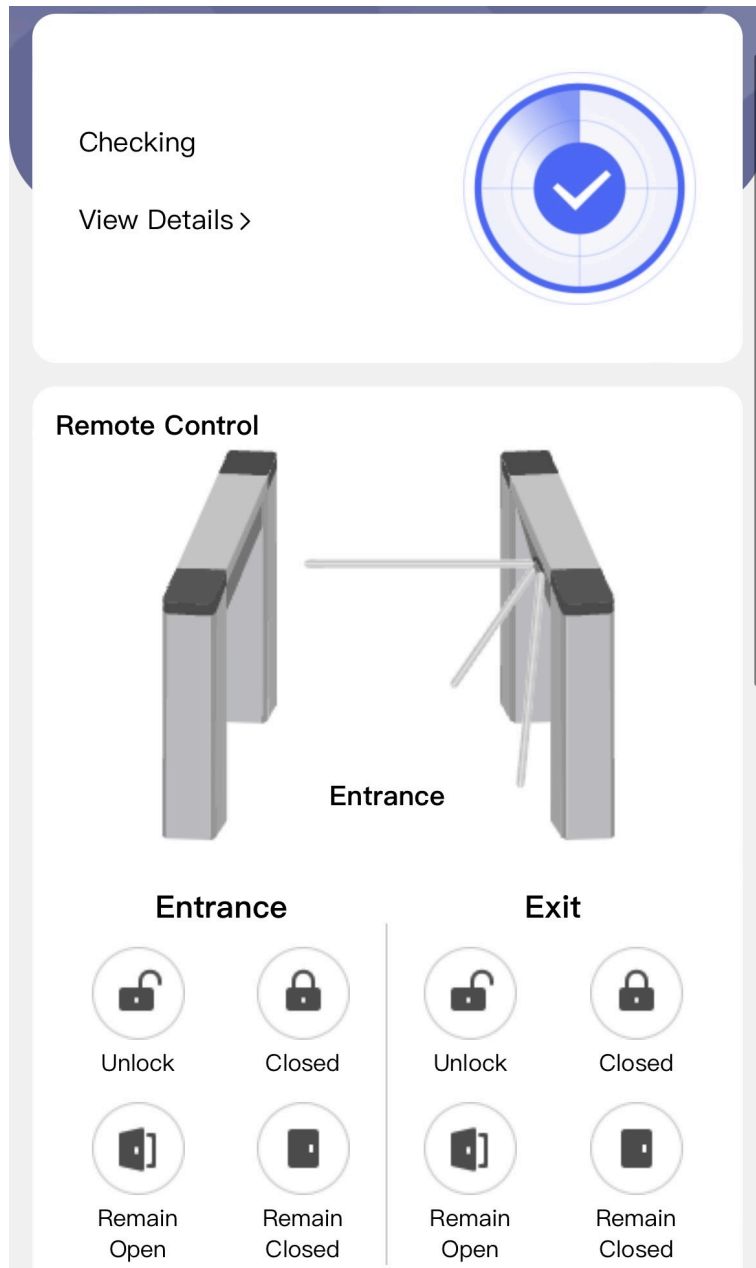 Checking
View Details >
Remote Control
Entrance
Entrance
Exit
Unlock
Closed
Unlock
Closed
Remain
Open
Remain
Closed
Remain
Open
Remain
Closed